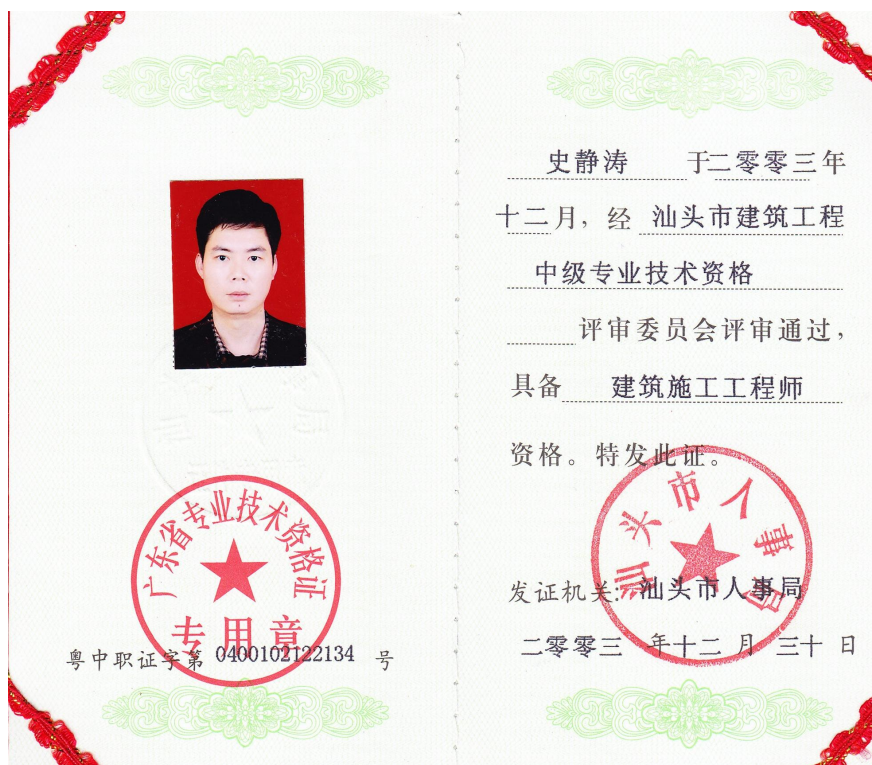 广东省专业技术资格证
专用章
粤中职证字第 0400102122134 号
史静涛 于二零零三年
十二月，经 汕头市建筑工程
中级专业技术资格
评审委员会评审通过，
具备 建筑施工工程师
资格。特发此证。
汕头市人事局
发证机关：汕头市人事局
二零零三 年十二月 三十 日